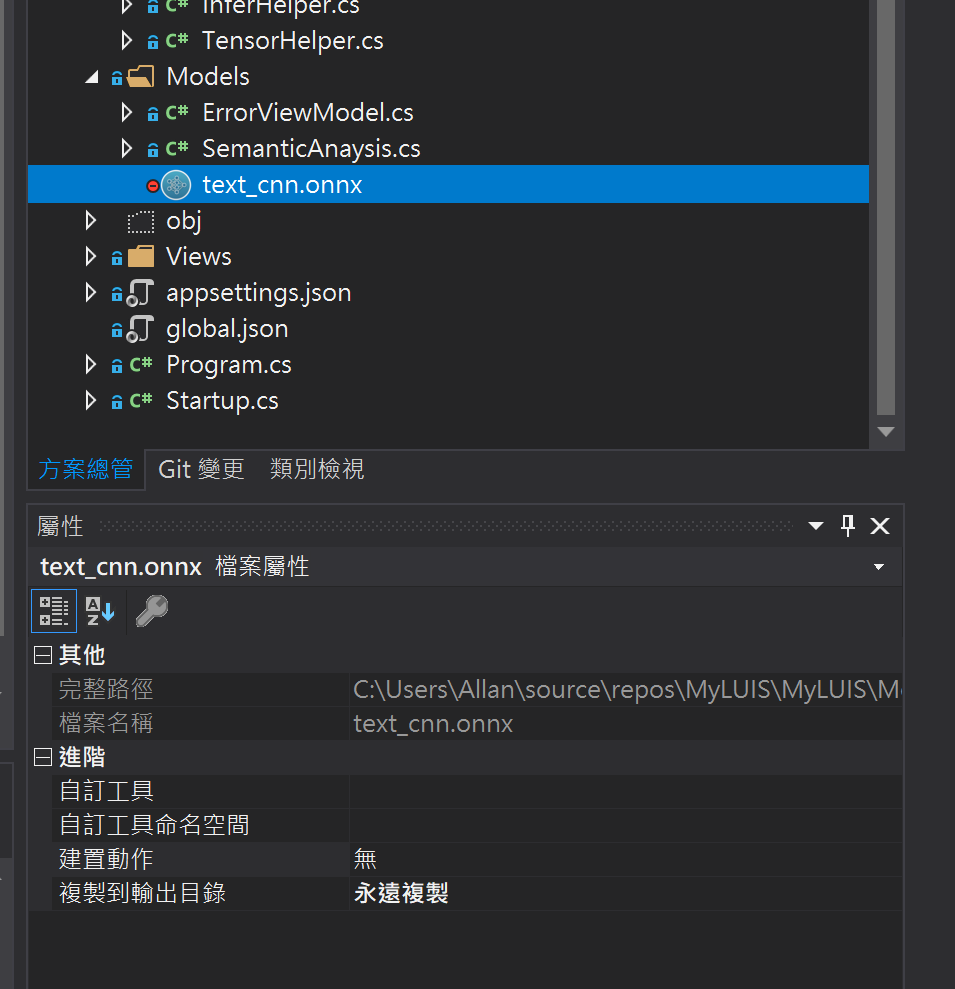 InferHelper.cs
C# TensorHelper.cs
Models
C# ErrorViewModel.cs
C# SemanticAnaysis.cs
text_cnn.onnx
obj
Views
appsettings.json
global.json
C# Program.cs
C# Startup.cs
方案總管 Git 變更 類別檢視
屬性
text_cnn.onnx 檔案屬性
A
Z
其他
完整路徑 C:\Users\Allan\source\repos\MyLUIS\MyLUIS\Mo
檔案名稱 text_cnn.onnx
進階
自訂工具
自訂工具命名空間
建置動作 無
複製到輸出目錄 永遠複製